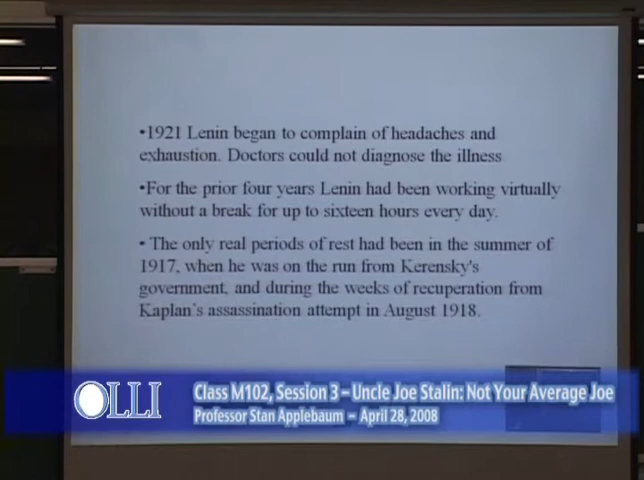 •1921 Lenin began to complain of headaches and
exhaustion. Doctors could not diagnose the illness
•For the prior four years Lenin had been working virtually
without a break for up to sixteen hours every day.
• The only real periods of rest had been in the summer of
1917, when he was on the run from Kerensky's
government, and during the weeks of recuperation from
Kaplan's assassination attempt in August 1918.
OLLI
Class M102, Session 3 – Uncle Joe Stalin: Not Your Average Joe
Professor Stan Applebaum – April 28, 2008